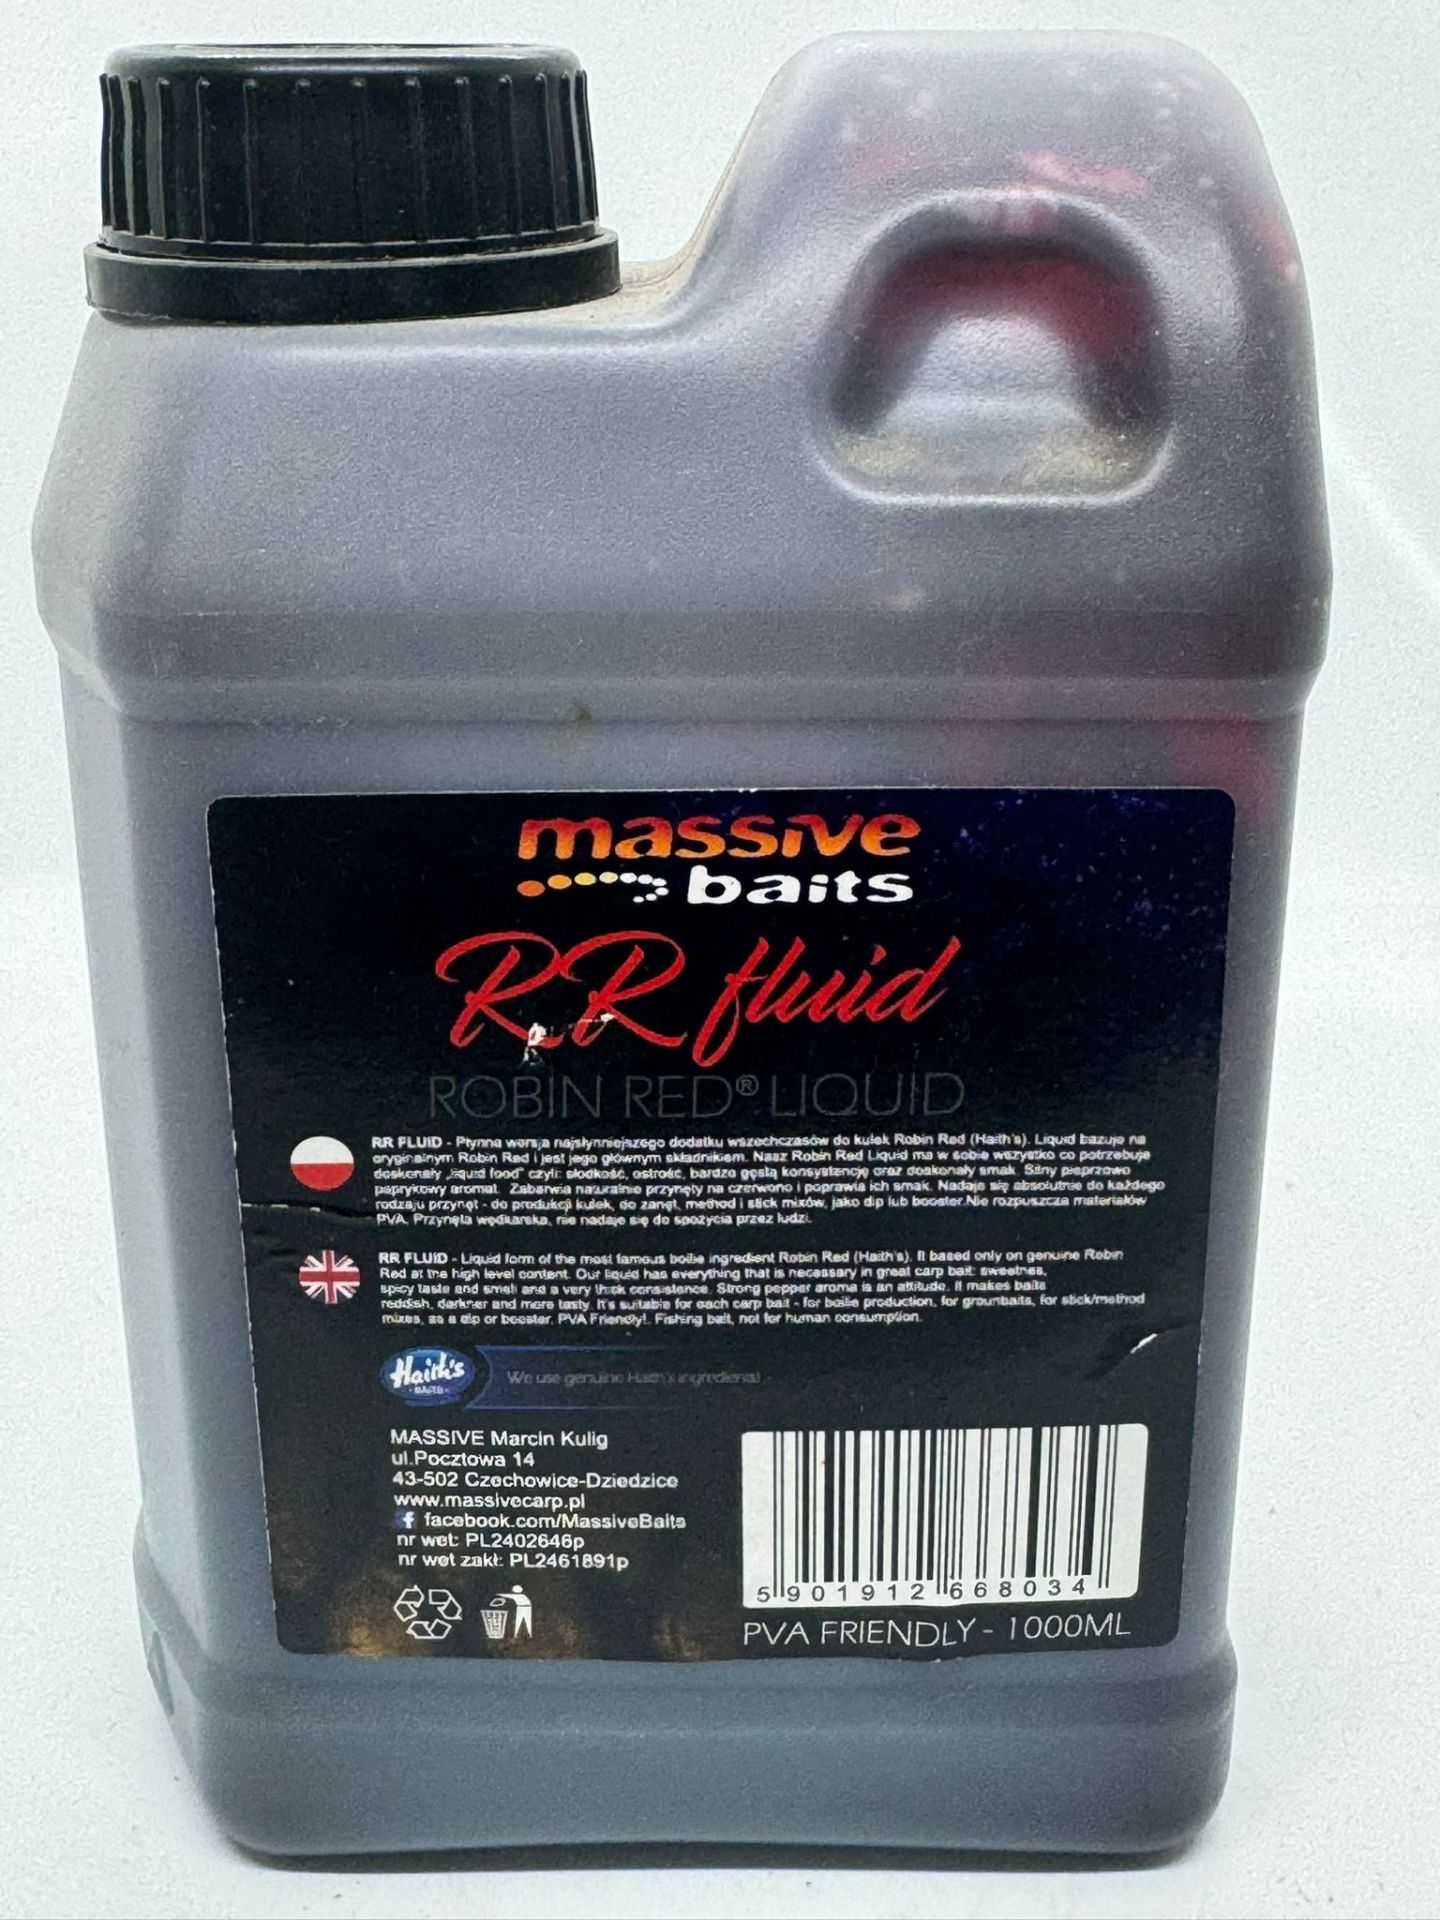 massive
baits
RR fluid
ROBIN RED® LIQUID
RR FLUID - Płynna wersja najsłynniejszego dodatku wszechczasów do kulek Robin Red (Haith's). Liquid bazuje na
oryginalnym Robin Red i jest jego głównym składnikiem. Nasz Robin Red Liquid ma w sobie wszystko co potrzebuje
doskonały „liquid food" czyli: słodkość, ostrość, bardzo gęstą konsystencję oraz doskonały smak. Silny pieprzowo
paprykowy aromat. Zabarwia naturalnie przynęty na czerwono i poprawia ich smak. Nadaje się absolutnie do każdego
rodzaju przynęt - do produkcji kulek, do zanęt, method i stick mixów, jako dip lub booster.Nie rozpuszcza materiałów
PVA. Przynęta wędkarska, nie nadaje się do spożycia przez ludzi.
RR FLUID - Liquid form of the most famous boilie ingredient Robin Red (Haith's). It based only on genuine Robin
Red at the high level content. Our liquid has everything that is necessary in great carp bait: sweetnes,
spicy taste and smell and a very thick consistence. Strong pepper aroma is an attitude. It makes baits
reddish, darkner and more tasty. It's suitable for each carp bait - for boilie production, for grounbaits, for stick/method
mixes, as a dip or booster. PVA Friendly!. Fishing bait, not for human consumption.
Haith's
BAITS
We use genuine Haith's ingredients!
MASSIVE Marcin Kulig
ul.Pocztowa 14
43-502 Czechowice-Dziedzice
www.massivecarp.pl
facebook.com/MassiveBaits
nr wet: PL2402646p
nr wet zakł: PL2461891p
5 901912 668034
PVA FRIENDLY - 1000ML